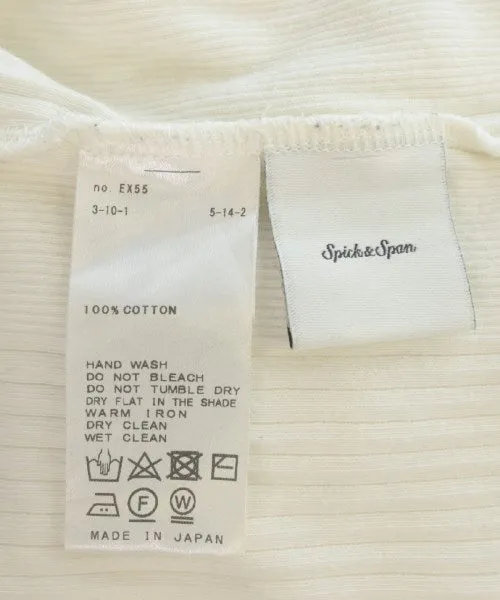 no. EX55
3-10-1 5-14-2
100% COTTON
HAND WASH
DO NOT BLEACH
DO NOT TUMBLE DRY
DRY FLAT IN THE SHADE
WARM IRON
DRY CLEAN
WET CLEAN
F W
MADE IN JAPAN
Spick&Span